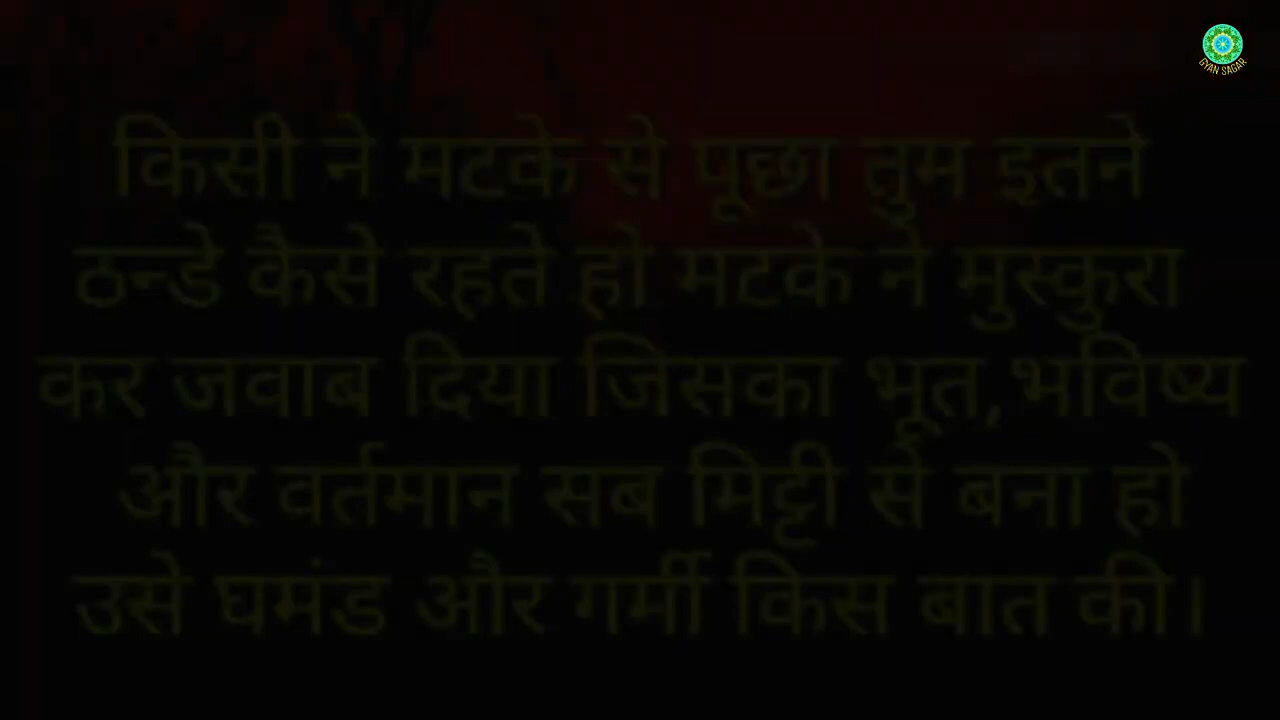 GYAN SAGAR
किसी ने मटके से पूछा तुम इतने
ठन्डे कैसे रहते हो मटके ने मुस्कुरा
कर जवाब दिया जिसका भूत,भविष्य
और वर्तमान सब मिट्टी से बना हो
उसे घमंड और गर्मी किस बात की।